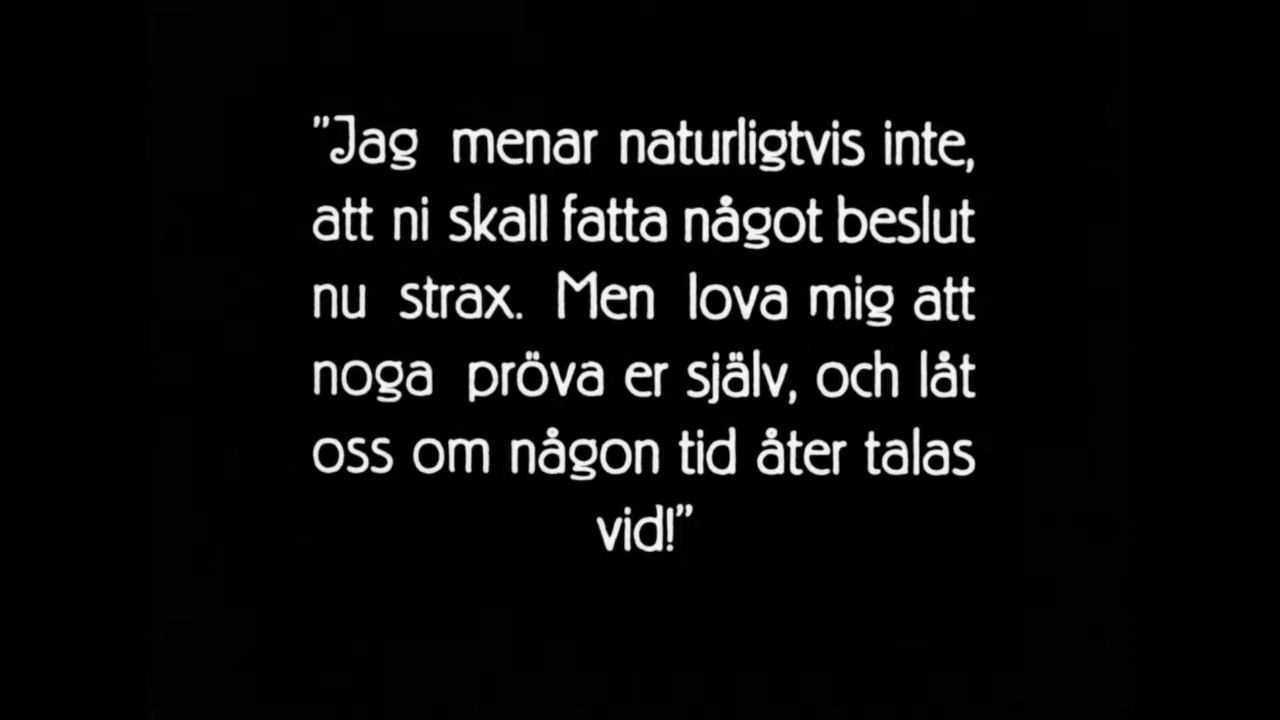 "Jag menar naturligtvis inte,
att ni skall fatta något beslut
nu strax. Men lova mig att
noga pröva er själv, och låt
oss om någon tid åter talas
vid!"